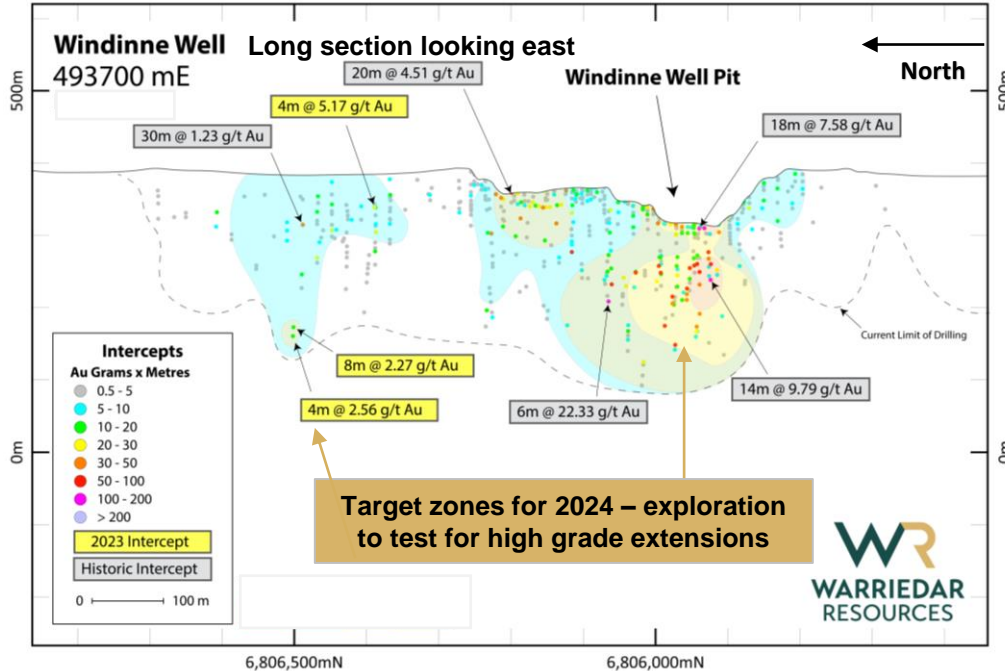 Windinne Well Long section looking east
493700 mE
North
500m
500m
20m @ 4.51 g/t Au
Windinne Well Pit
4m @ 5.17 g/t Au
30m @ 1.23 g/t Au
18m @ 7.58 g/t Au
Current Limit of Drilling
8m @ 2.27 g/t Au
14m @ 9.79 g/t Au
4m @ 2.56 g/t Au
6m @ 22.33 g/t Au
0m
0m
Intercepts
Au Grams x Metres
0.5 - 5
5 - 10
10 - 20
20 - 30
30 - 50
50 - 100
100 - 200
> 200
2023 Intercept
Historic Intercept
0 100 m
Target zones for 2024 – exploration
to test for high grade extensions
WR
WARRIEDAR
RESOURCES
6,806,500mN
6,806,000mN